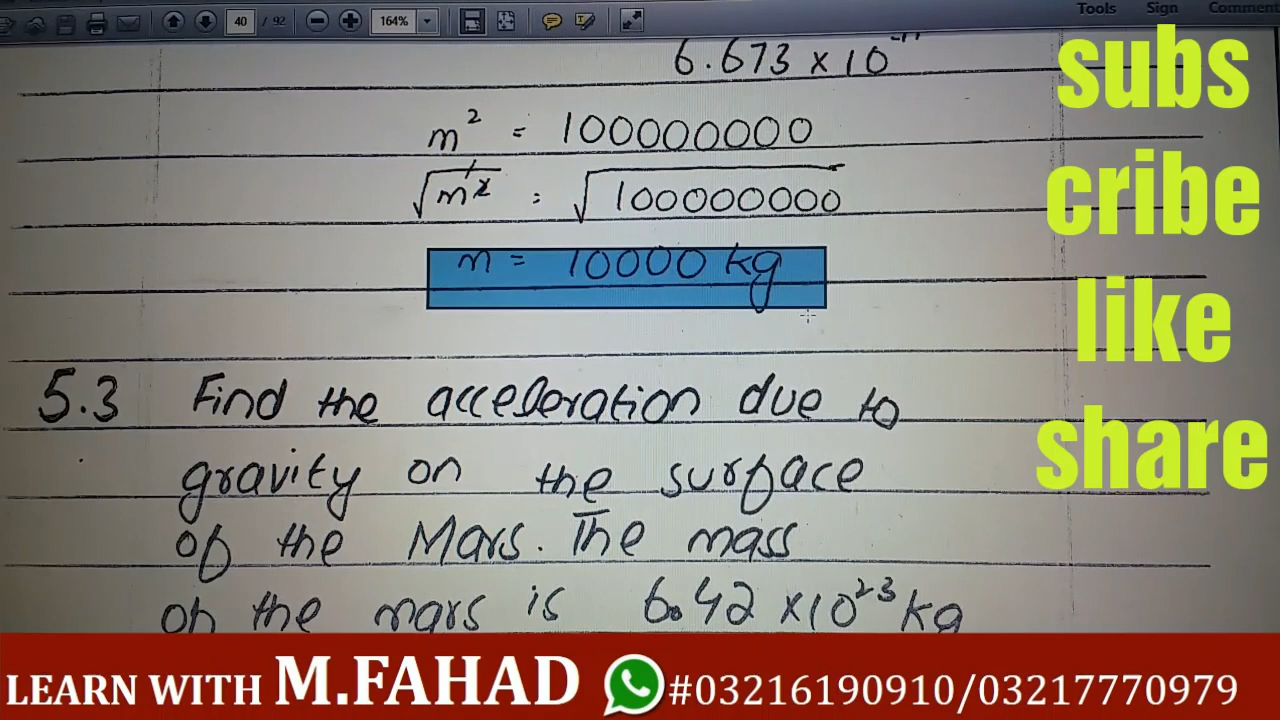 Tools Sign Comment
40 / 92 164%
6.673 × 10⁻¹¹
m² = 100000000
√m² = √100000000
m = 10000 kg
5.3 Find the acceleration due to
gravity on the surface
of the Mars. The mass
of the mars is 6.42 ×10²³ kg
subs
cribe
like
share
LEARN WITH M.FAHAD #03216190910/03217770979